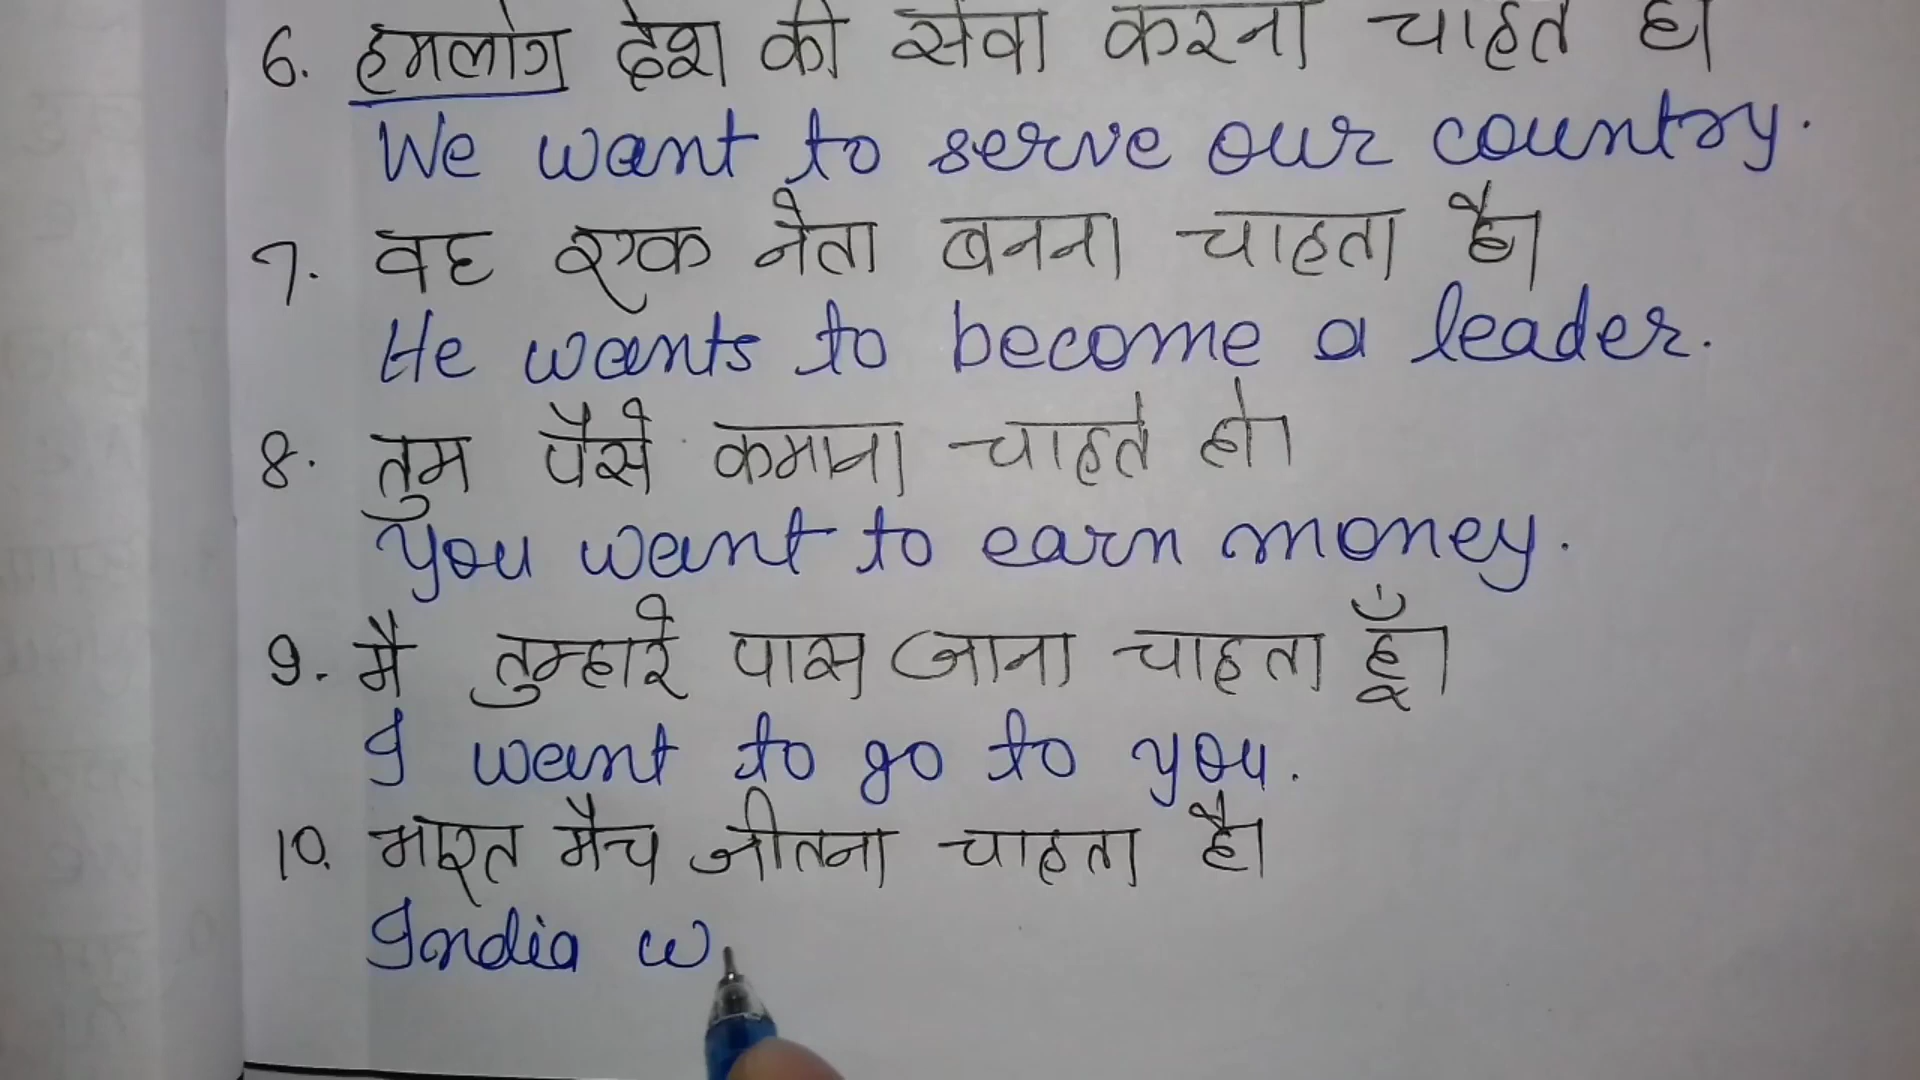 6. हमलोग देश की सेवा करना चाहते है।
We want to serve our country.
7. वह एक नेता बनना चाहता है।
He wants to become a leader.
8. तुम पैसे कमाना चाहते हो।
You want to earn money.
9. मै तुम्हारे पास जाना चाहता हूँ।
I want to go to you.
10. भारत मैच जीतना चाहता है।
India w